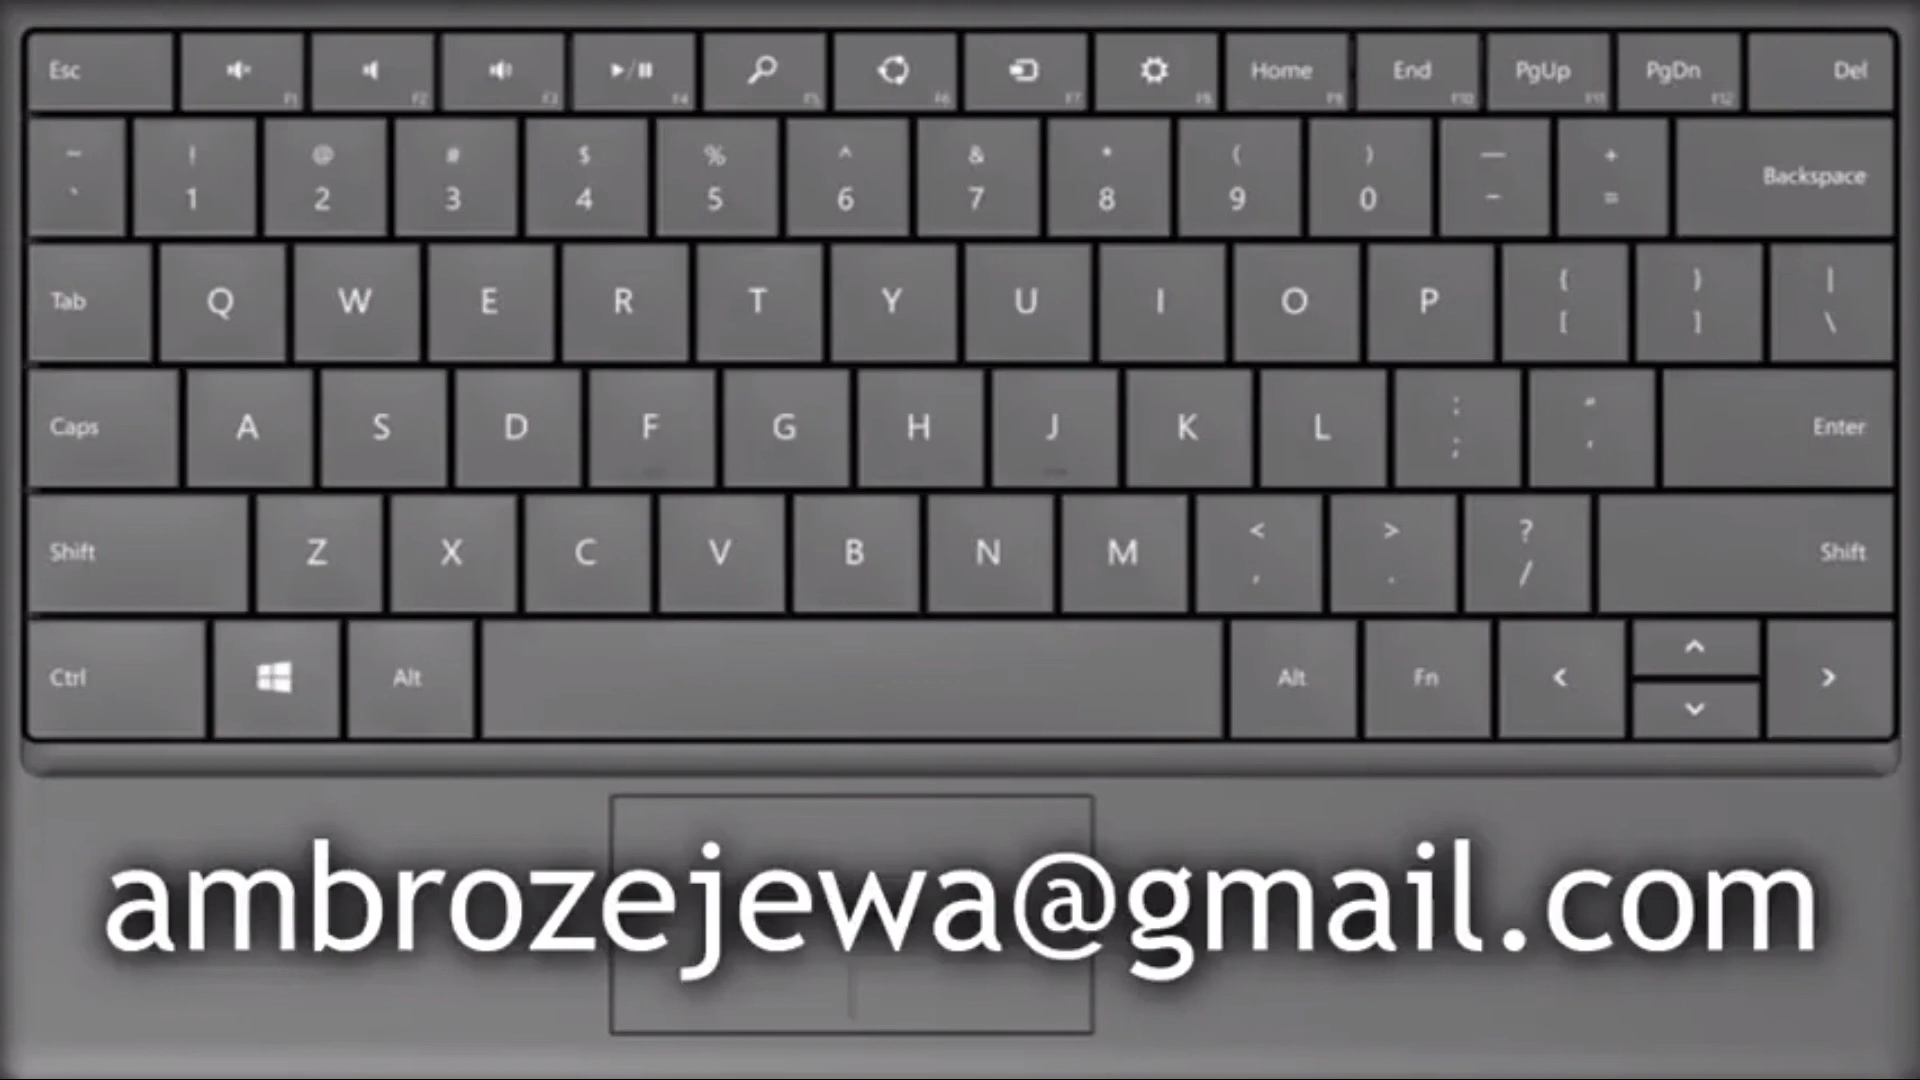 Esc F1 F2 F3 F4 F5 F6 F7 F8 Home F9 End F10 PgUp F11 PgDn F12 Del
~ ! @ # $ % ^ & * ( ) — +
` 1 2 3 4 5 6 7 8 9 0 - = Backspace
Tab Q W E R T Y U I O P { [ } ] | \
Caps A S D F G H J K L : ; " ' Enter
Shift Z X C V B N M < , > . ? / Shift
Ctrl Alt Alt Fn < ^ v >
ambrozejewa@gmail.com